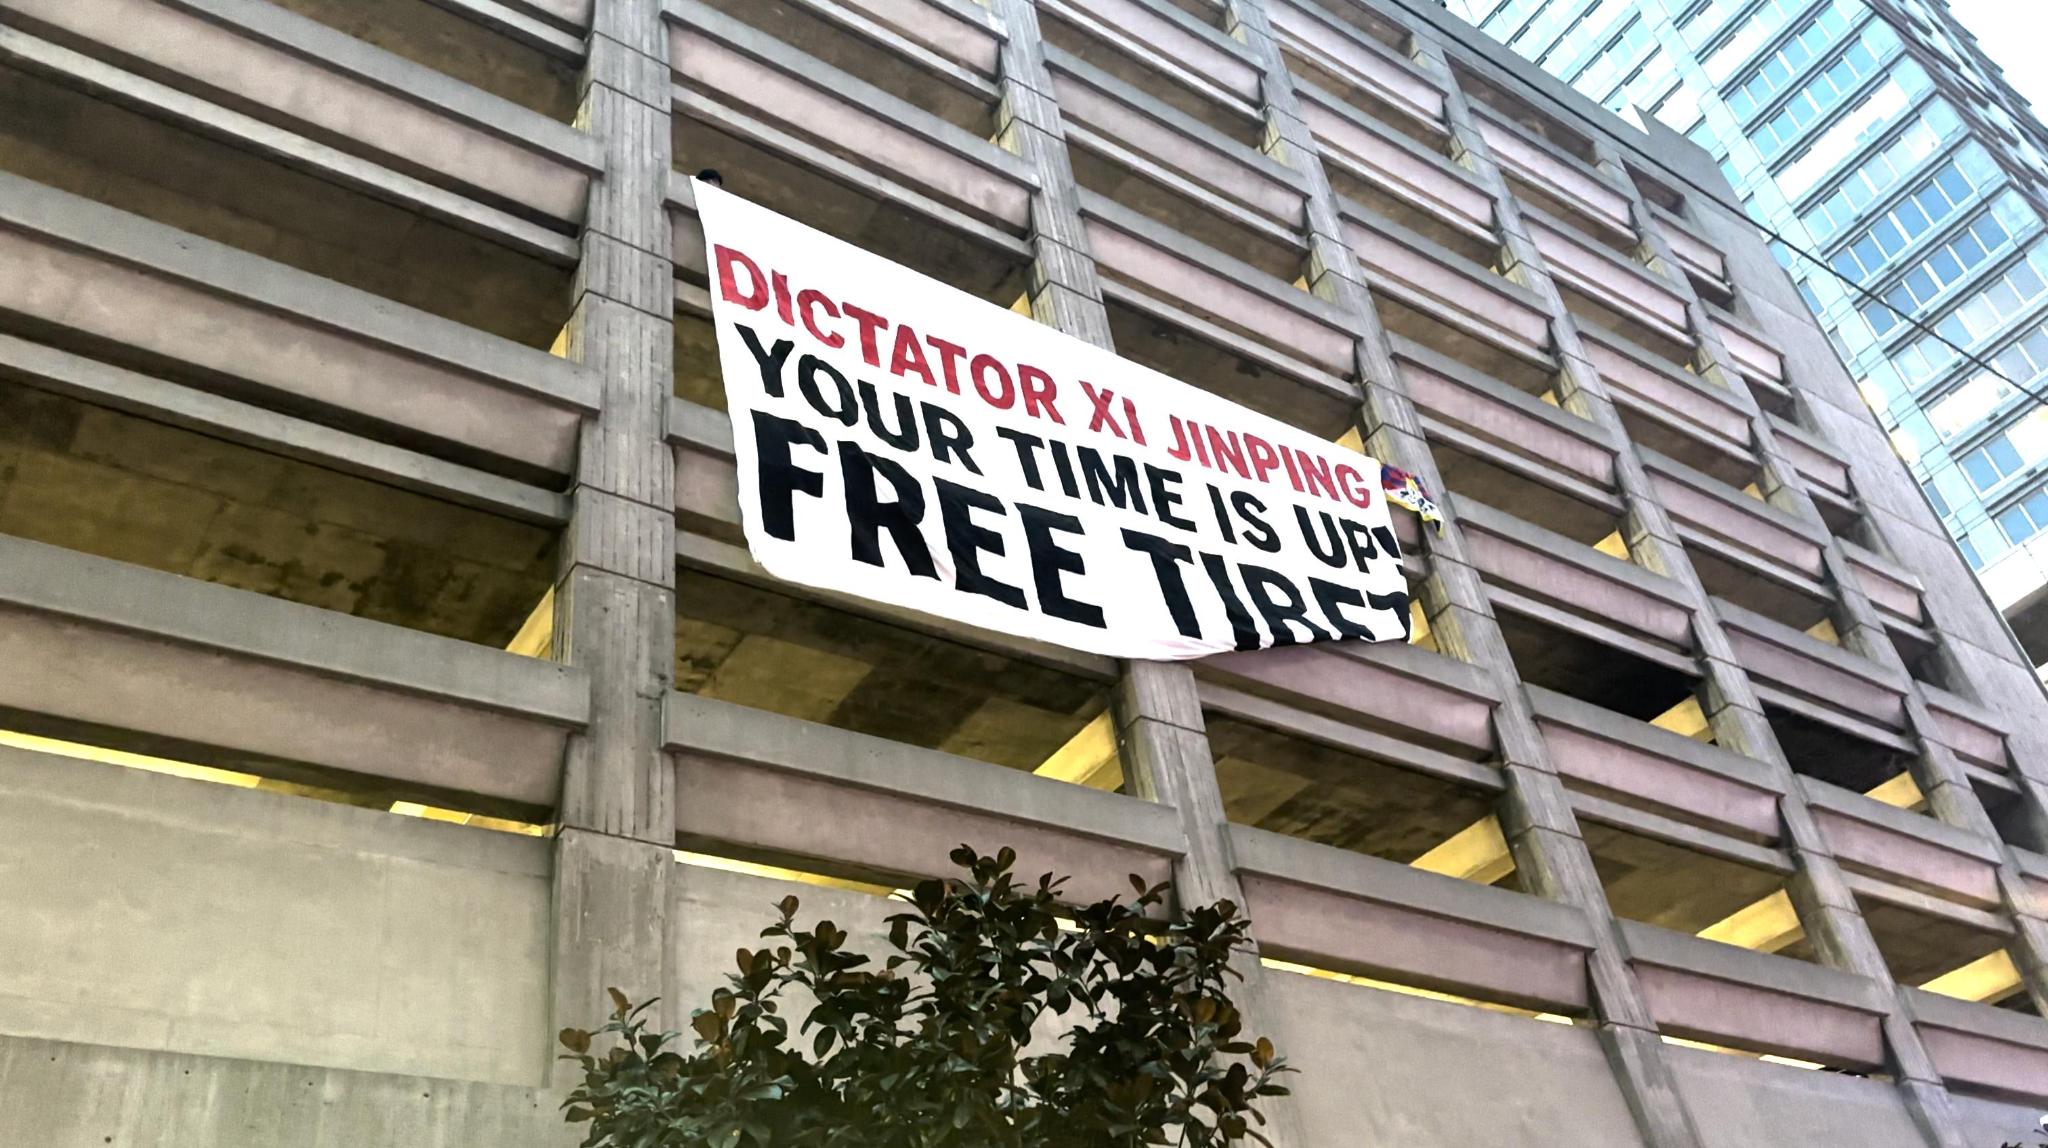 DICTATOR XI JINPING
YOUR TIME IS UP!
FREE TIBET